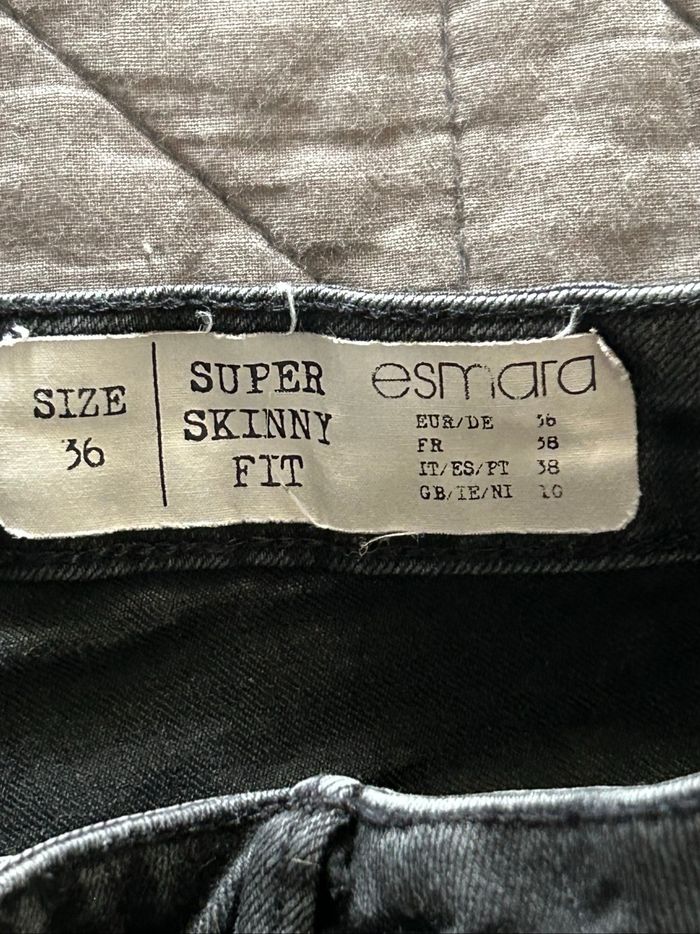 SIZE
36
SUPER
SKINNY
FIT
esmara
EUR/DE 36
FR 38
IT/ES/PT 38
GB/IE/NI 10